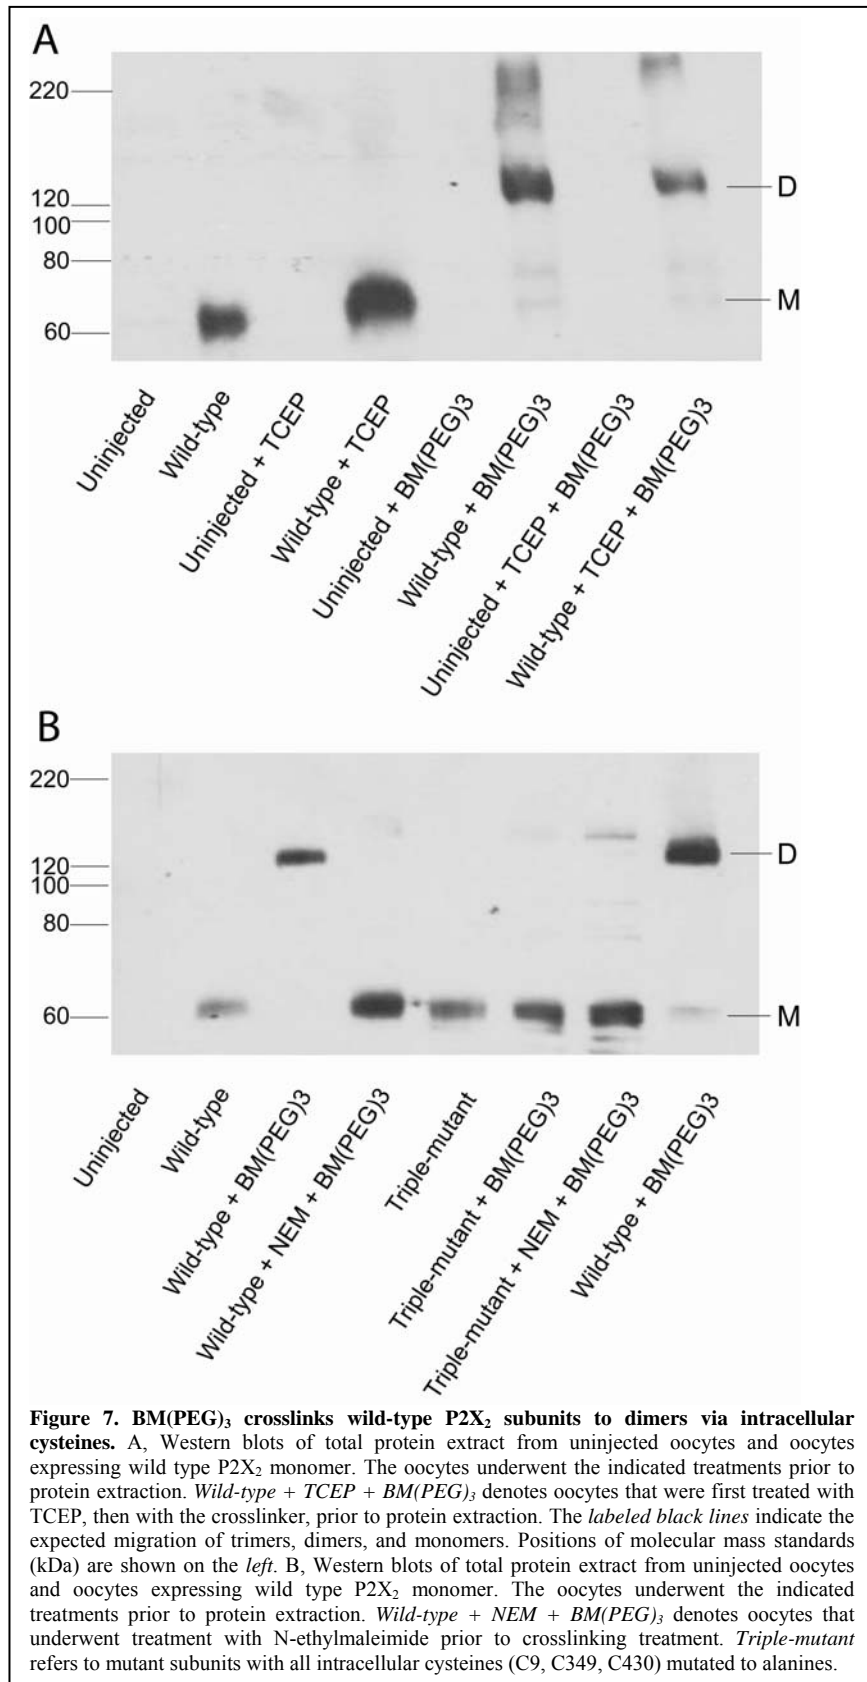 A
220
120
100
80
60
D
M
Uninjected
Wild-type
Uninjected + TCEP
Wild-type + TCEP
Uninjected + BM(PEG)3
Wild-type + BM(PEG)3
Uninjected + TCEP + BM(PEG)3
Wild-type + TCEP + BM(PEG)3
B
220
120
100
80
60
D
M
Uninjected
Wild-type
Wild-type + BM(PEG)3
Wild-type + NEM + BM(PEG)3
Triple-mutant
Triple-mutant + BM(PEG)3
Triple-mutant + NEM + BM(PEG)3
Wild-type + BM(PEG)3
Figure 7. BM(PEG)₃ crosslinks wild-type P2X₂ subunits to dimers via intracellular
cysteines. A, Western blots of total protein extract from uninjected oocytes and oocytes
expressing wild type P2X₂ monomer. The oocytes underwent the indicated treatments prior to
protein extraction. Wild-type + TCEP + BM(PEG)₃ denotes oocytes that were first treated with
TCEP, then with the crosslinker, prior to protein extraction. The labeled black lines indicate the
expected migration of trimers, dimers, and monomers. Positions of molecular mass standards
(kDa) are shown on the left. B, Western blots of total protein extract from uninjected oocytes
and oocytes expressing wild type P2X₂ monomer. The oocytes underwent the indicated
treatments prior to protein extraction. Wild-type + NEM + BM(PEG)₃ denotes oocytes that
underwent treatment with N-ethylmaleimide prior to crosslinking treatment. Triple-mutant
refers to mutant subunits with all intracellular cysteines (C9, C349, C430) mutated to alanines.